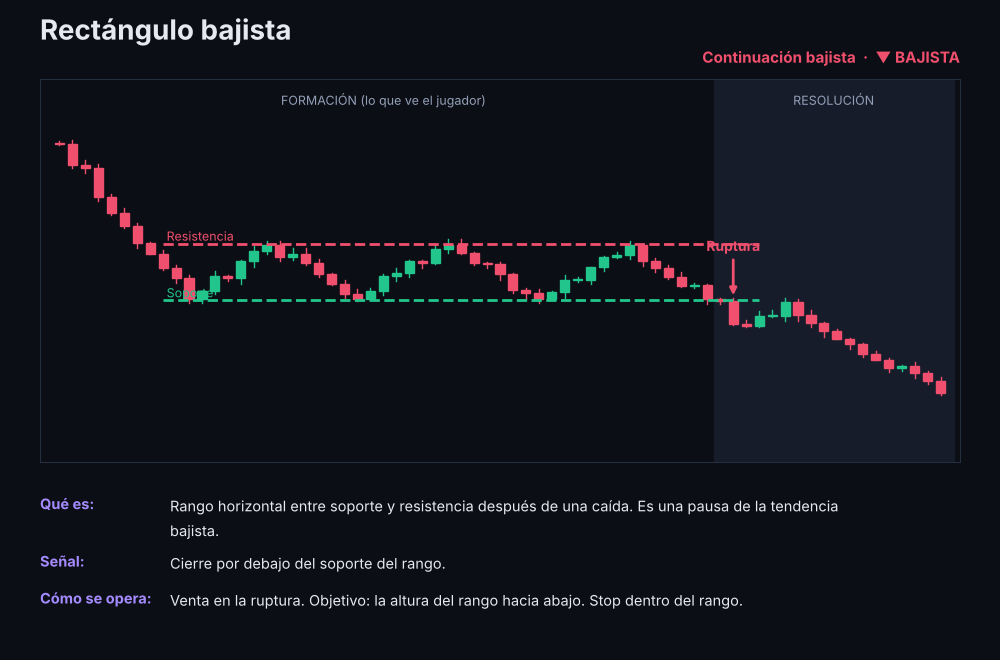 Rectángulo bajista
Continuación bajista · ▼ BAJISTA
FORMACIÓN (lo que ve el jugador)
RESOLUCIÓN
Resistencia
Ruptura
Soporte
Qué es:
Rango horizontal entre soporte y resistencia después de una caída. Es una pausa de la tendencia
bajista.
Señal:
Cierre por debajo del soporte del rango.
Cómo se opera:
Venta en la ruptura. Objetivo: la altura del rango hacia abajo. Stop dentro del rango.